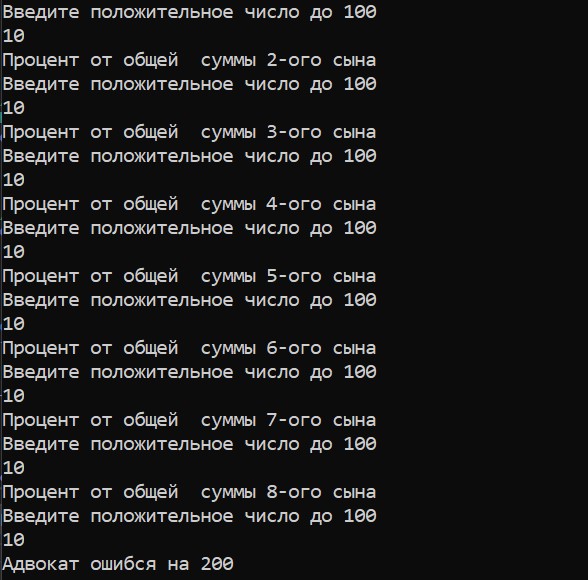 Введите положительное число до 100
10
Процент от общей  суммы 2-ого сына
Введите положительное число до 100
10
Процент от общей  суммы 3-ого сына
Введите положительное число до 100
10
Процент от общей  суммы 4-ого сына
Введите положительное число до 100
10
Процент от общей  суммы 5-ого сына
Введите положительное число до 100
10
Процент от общей  суммы 6-ого сына
Введите положительное число до 100
10
Процент от общей  суммы 7-ого сына
Введите положительное число до 100
10
Процент от общей  суммы 8-ого сына
Введите положительное число до 100
10
Адвокат ошибся на 200